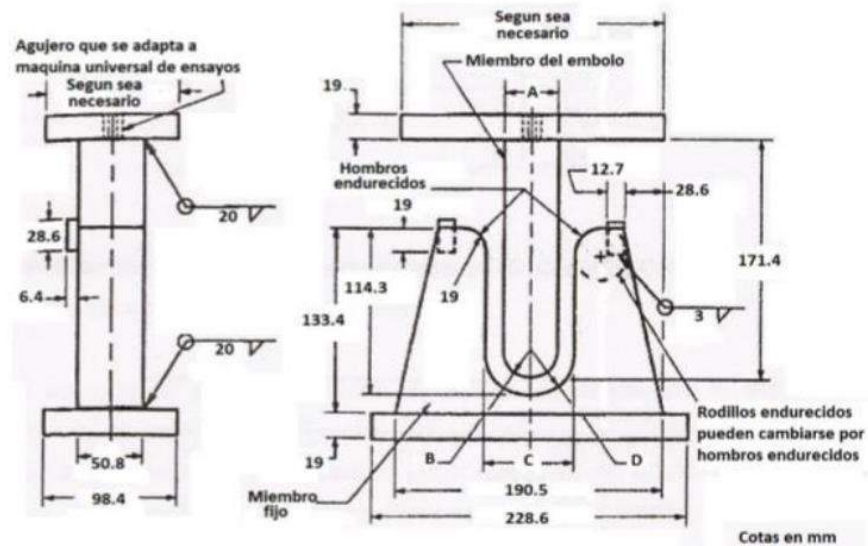 Agujero que se adapta a
maquina universal de ensayos
Segun sea
necesario
28.6
6.4
20
20
50.8
98.4
Segun sea
necesario
Miembro del embolo
19
A
Hombros
endurecidos
12.7
28.6
19
171.4
114.3
19
133.4
3
Rodillos endurecidos
pueden cambiarse por
hombros endurecidos
19
B
C
D
Miembro
fijo
190.5
228.6
Cotas en mm